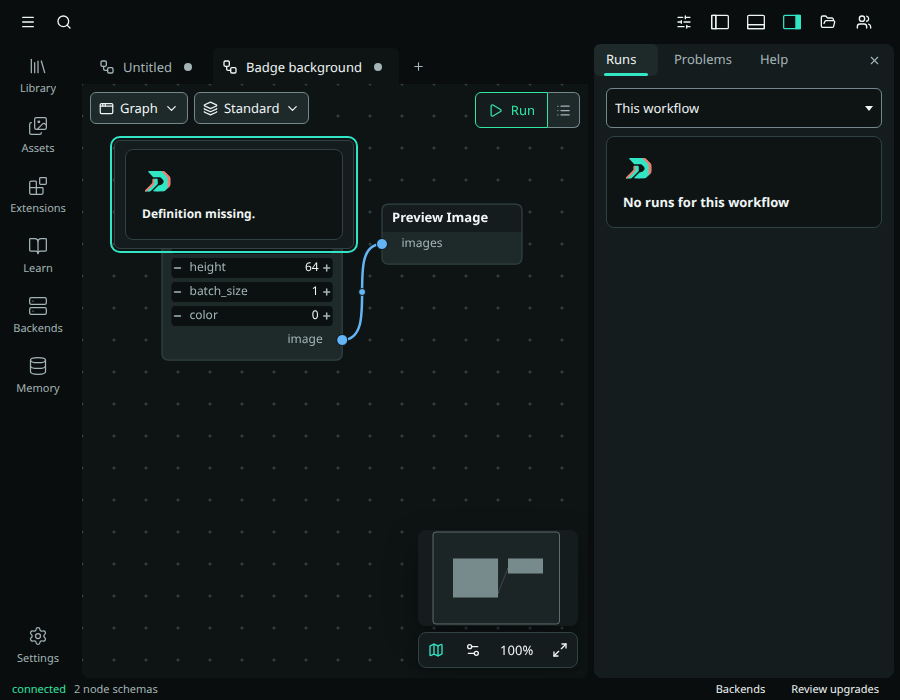 Library
Assets
Extensions
Learn
Backends
Memory
Settings
Untitled
Badge background
Graph
Standard
Run
Definition missing.
height 64
batch_size 1
color 0
image
Preview Image
images
100%
Runs Problems Help
This workflow
No runs for this workflow
connected 2 node schemas
Backends Review upgrades